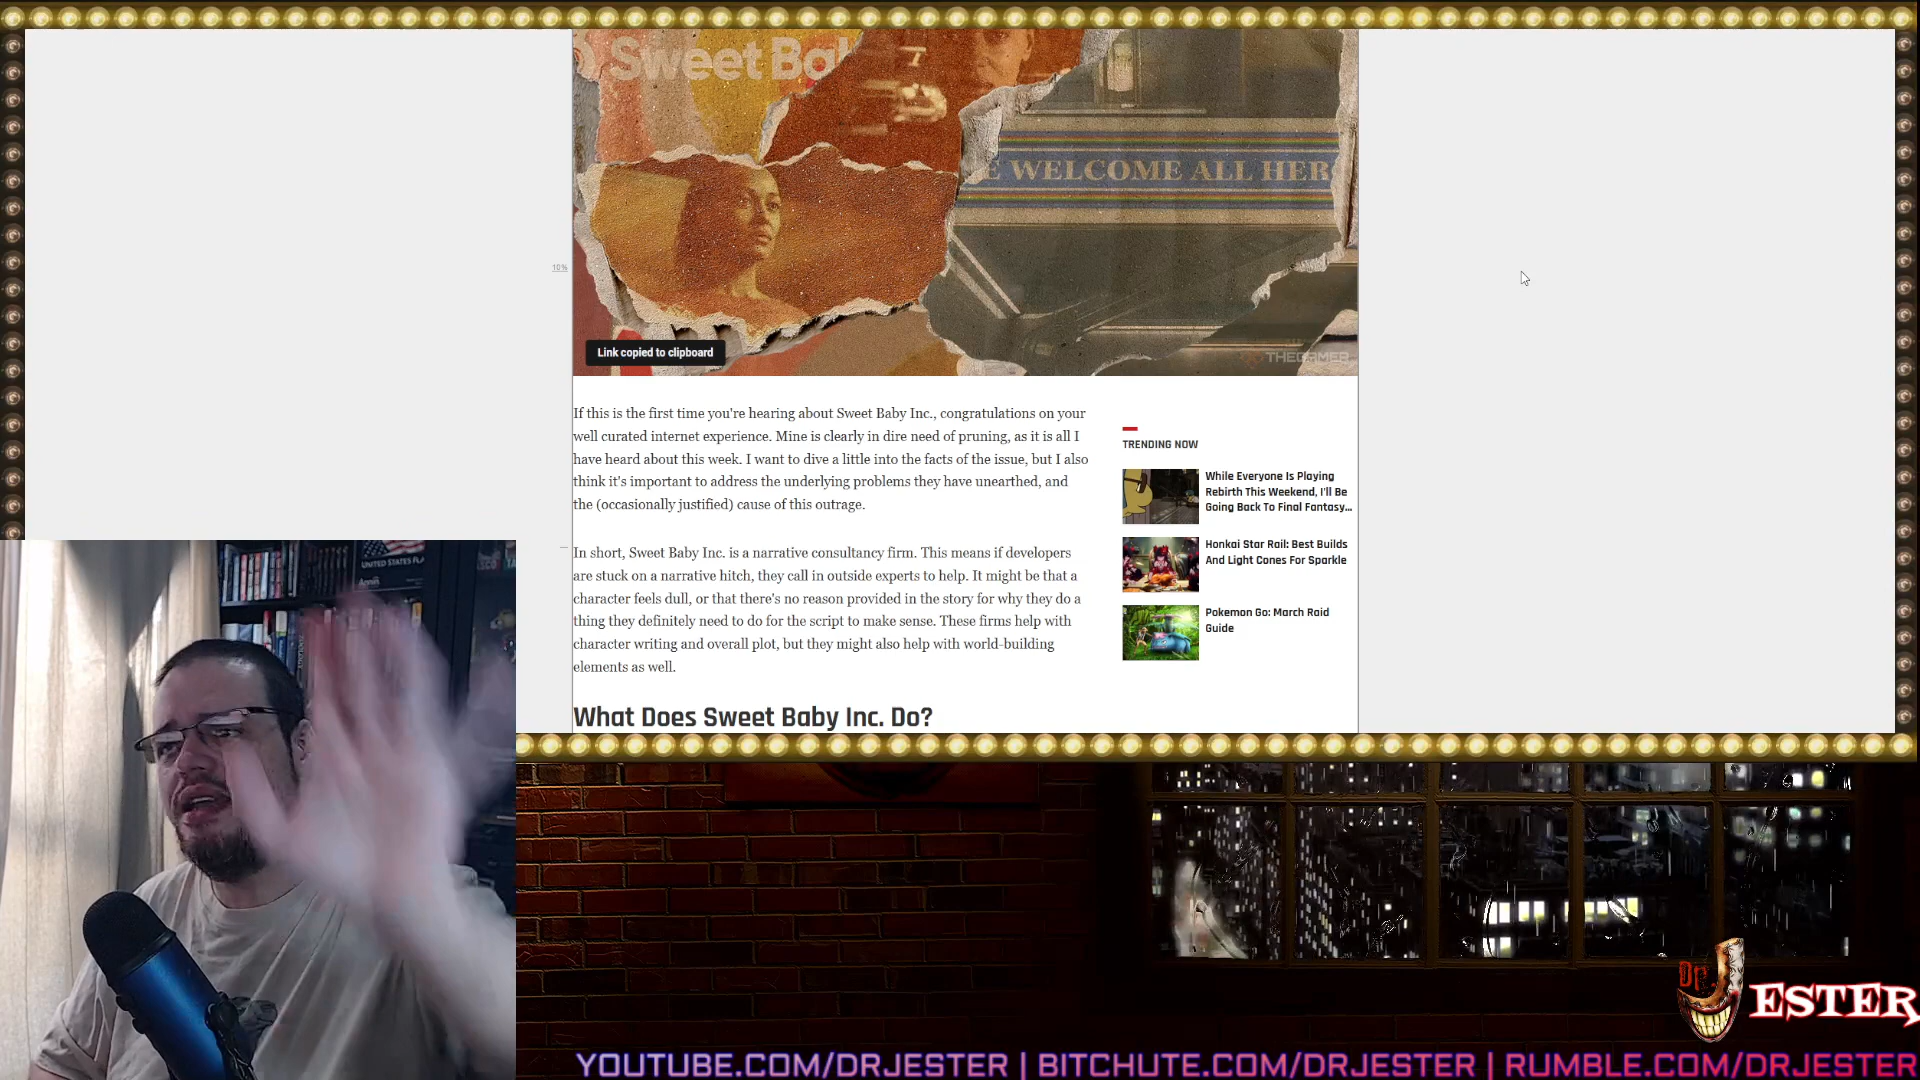 Sweet Ba
WELCOME ALL HER
10%
Link copied to clipboard
THEGAMER
If this is the first time you're hearing about Sweet Baby Inc., congratulations on your
well curated internet experience. Mine is clearly in dire need of pruning, as it is all I
have heard about this week. I want to dive a little into the facts of the issue, but I also
think it's important to address the underlying problems they have unearthed, and
the (occasionally justified) cause of this outrage.
In short, Sweet Baby Inc. is a narrative consultancy firm. This means if developers
are stuck on a narrative hitch, they call in outside experts to help. It might be that a
character feels dull, or that there's no reason provided in the story for why they do a
thing they definitely need to do for the script to make sense. These firms help with
character writing and overall plot, but they might also help with world-building
elements as well.
What Does Sweet Baby Inc. Do?
TRENDING NOW
While Everyone Is Playing
Rebirth This Weekend, I'll Be
Going Back To Final Fantasy...
Honkai Star Rail: Best Builds
And Light Cones For Sparkle
Pokemon Go: March Raid
Guide
UNITED STATES
Dr.
JESTER
YOUTUBE.COM/DRJESTER | BITCHUTE.COM/DRJESTER | RUMBLE.COM/DRJESTER